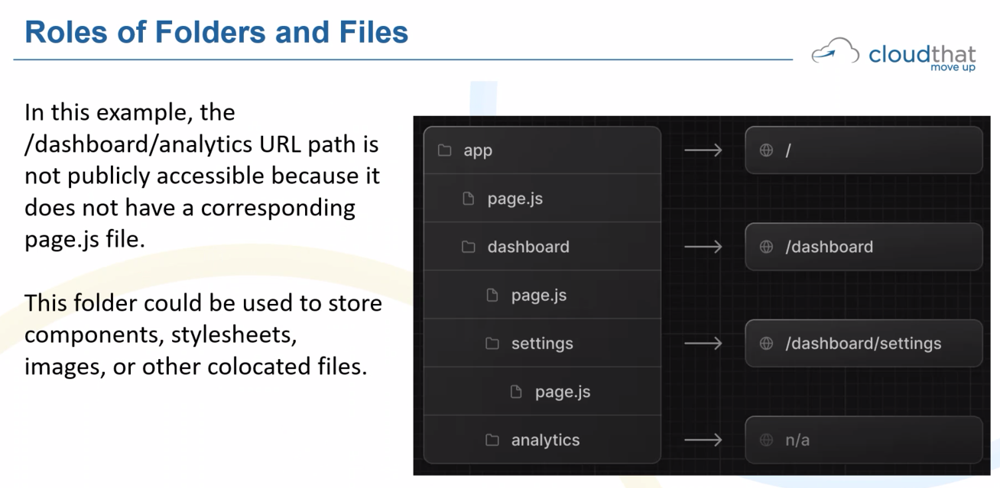 Roles of Folders and Files
cloudthat
move up
In this example, the
/dashboard/analytics URL path is
not publicly accessible because it
does not have a corresponding
page.js file.
This folder could be used to store
components, stylesheets,
images, or other colocated files.
app
/
page.js
dashboard
/dashboard
page.js
settings
/dashboard/settings
page.js
analytics
n/a